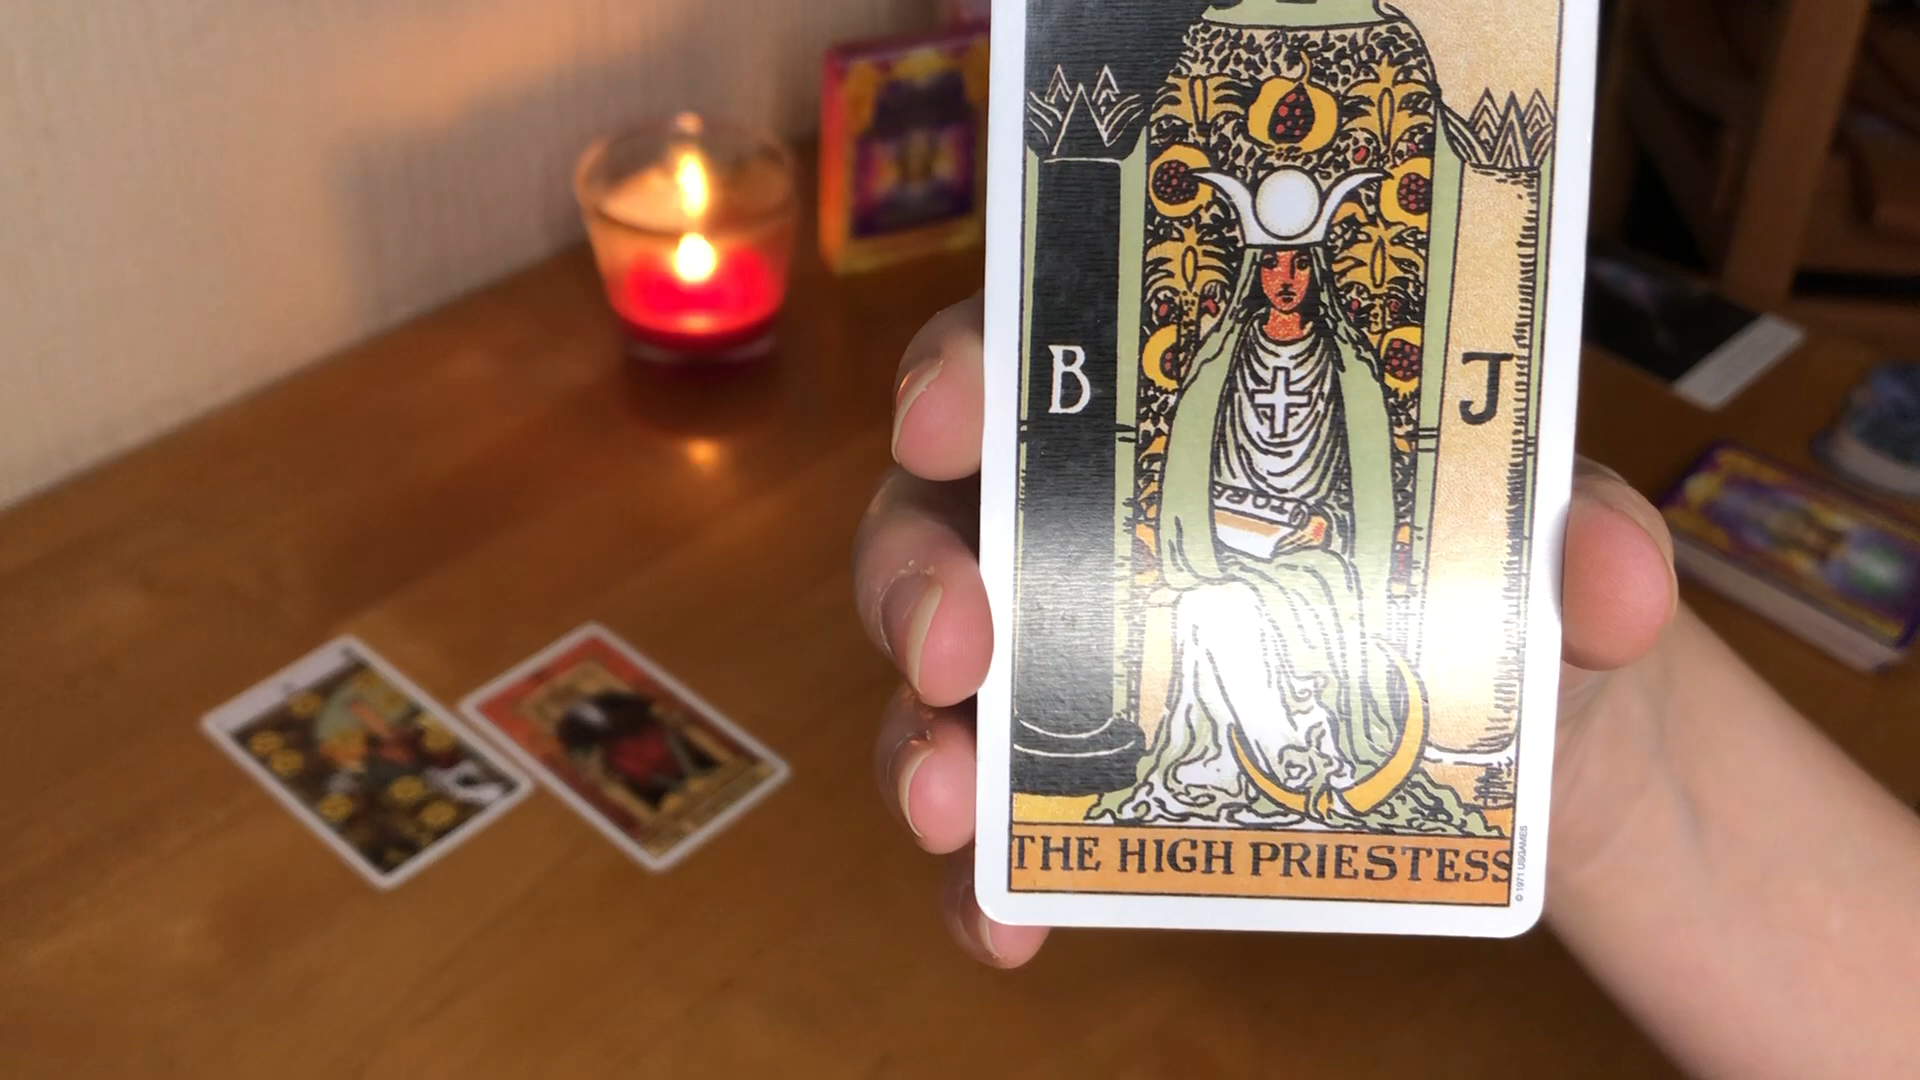 B
J
TORA
THE HIGH PRIESTESS
© 1971 USGAMES